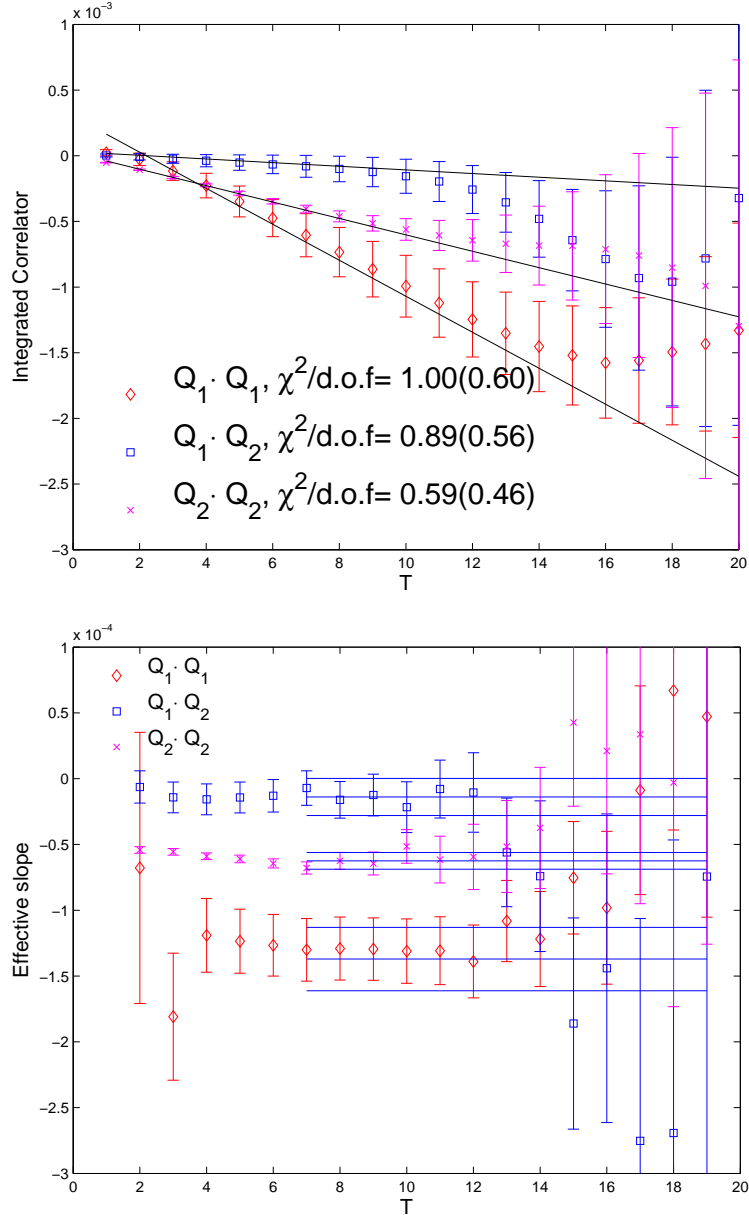 x 10⁻³
1
0.5
0
−0.5
−1
−1.5
−2
−2.5
−3
Integrated Correlator
Q₁· Q₁, χ²/d.o.f= 1.00(0.60)
Q₁· Q₂, χ²/d.o.f= 0.89(0.56)
Q₂· Q₂, χ²/d.o.f= 0.59(0.46)
0 2 4 6 8 10 12 14 16 18 20
T
x 10⁻⁴
1
0.5
0
−0.5
−1
−1.5
−2
−2.5
−3
Effective slope
Q₁· Q₁
Q₁· Q₂
Q₂· Q₂
0 2 4 6 8 10 12 14 16 18 20
T